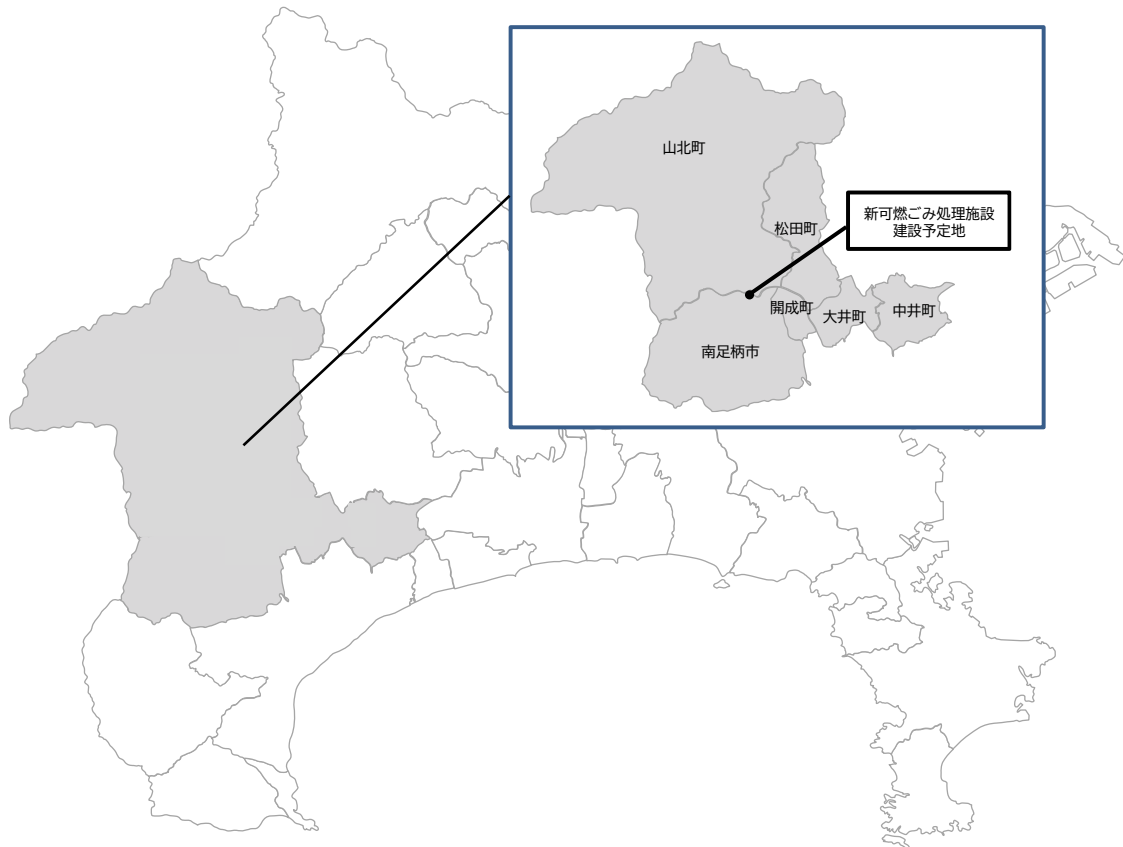 山北町
松田町
新可燃ごみ処理施設
建設予定地
開成町
大井町
中井町
南足柄市